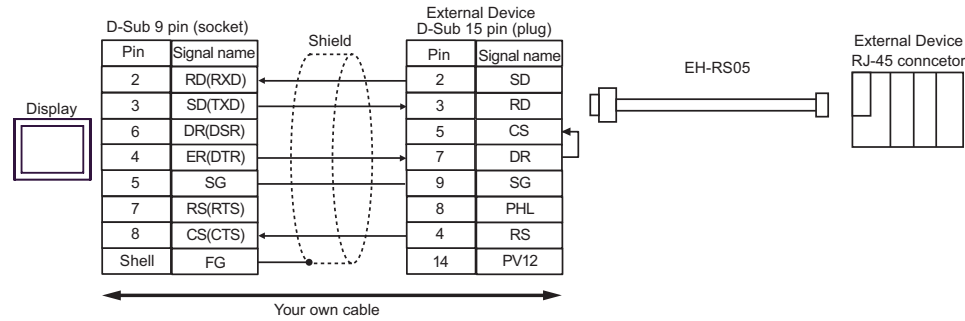 External Device
D-Sub 9 pin (socket) D-Sub 15 pin (plug)
Shield
Pin Signal name Pin Signal name
2 RD(RXD) 2 SD
3 SD(TXD) 3 RD
6 DR(DSR) 5 CS
4 ER(DTR) 7 DR
5 SG 9 SG
7 RS(RTS) 8 PHL
8 CS(CTS) 4 RS
Shell FG 14 PV12
Display
EH-RS05
External Device
RJ-45 conncetor
Your own cable